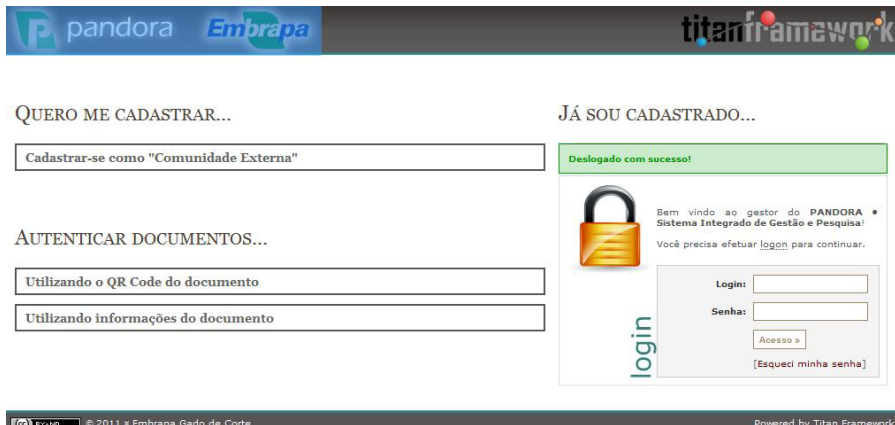 pandora Embrapa
titanframework
QUERO ME CADASTRAR...
Cadastrar-se como "Comunidade Externa"
AUTENTICAR DOCUMENTOS...
Utilizando o QR Code do documento
Utilizando informações do documento
JÁ SOU CADASTRADO...
Deslogado com sucesso!
Bem vindo ao gestor do PANDORA •
Sistema Integrado de Gestão e Pesquisa!
Você precisa efetuar logon para continuar.
login
Login:
Senha:
Acesso »
[Esqueci minha senha]
© 2011 Embrapa Gado de Corte
Powered by Titan Framework